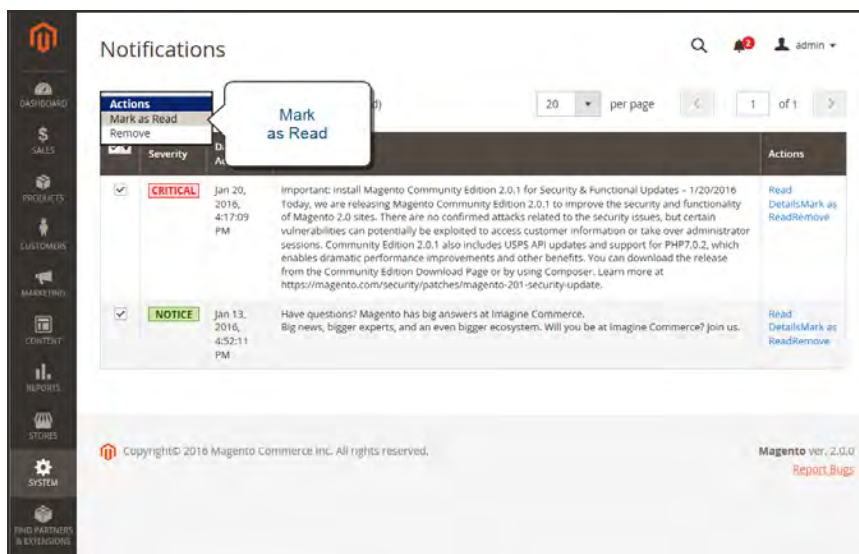 Notifications
2
admin
DASHBOARD
SALES
PRODUCTS
CUSTOMERS
MARKETING
CONTENT
REPORTS
STORES
SYSTEM
FIND PARTNERS
& EXTENSIONS
Actions
Mark as Read
Remove
Mark
as Read
20 per page
1 of 1
Severity
Actions
CRITICAL
Jan 20,
2016,
4:17:09
PM
Important: Install Magento Community Edition 2.0.1 for Security & Functional Updates – 1/20/2016
Today, we are releasing Magento Community Edition 2.0.1 to improve the security and functionality
of Magento 2.0 sites. There are no confirmed attacks related to the security issues, but certain
vulnerabilities can potentially be exploited to access customer information or take over administrator
sessions. Community Edition 2.0.1 also includes USPS API updates and support for PHP7.0.2, which
enables dramatic performance improvements and other benefits. You can download the release
from the Community Edition Download Page or by using Composer. Learn more at
https://magento.com/security/patches/magento-201-security-update.
Read
DetailsMark as
ReadRemove
NOTICE
Jan 13,
2016,
4:52:11
PM
Have questions? Magento has big answers at Imagine Commerce.
Big news, bigger experts, and an even bigger ecosystem. Will you be at Imagine Commerce? Join us.
Read
DetailsMark as
ReadRemove
Copyright© 2016 Magento Commerce Inc. All rights reserved.
Magento ver. 2.0.0
Report Bugs